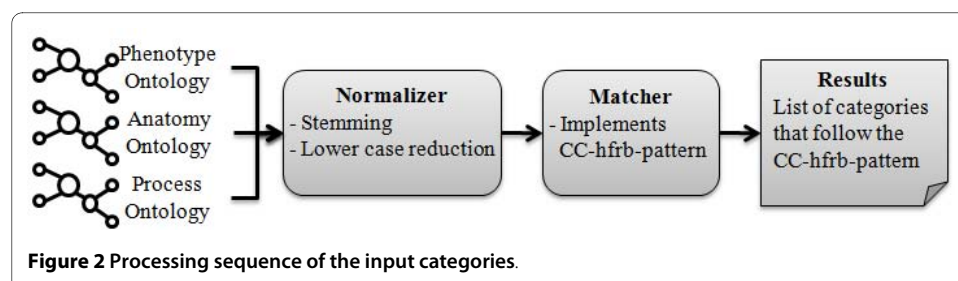 Phenotype
Ontology
Anatomy
Ontology
Process
Ontology
Normalizer
- Stemming
- Lower case reduction
Matcher
- Implements
CC-hfrb-pattern
Results
List of categories
that follow the
CC-hfrb-pattern
Figure 2 Processing sequence of the input categories.